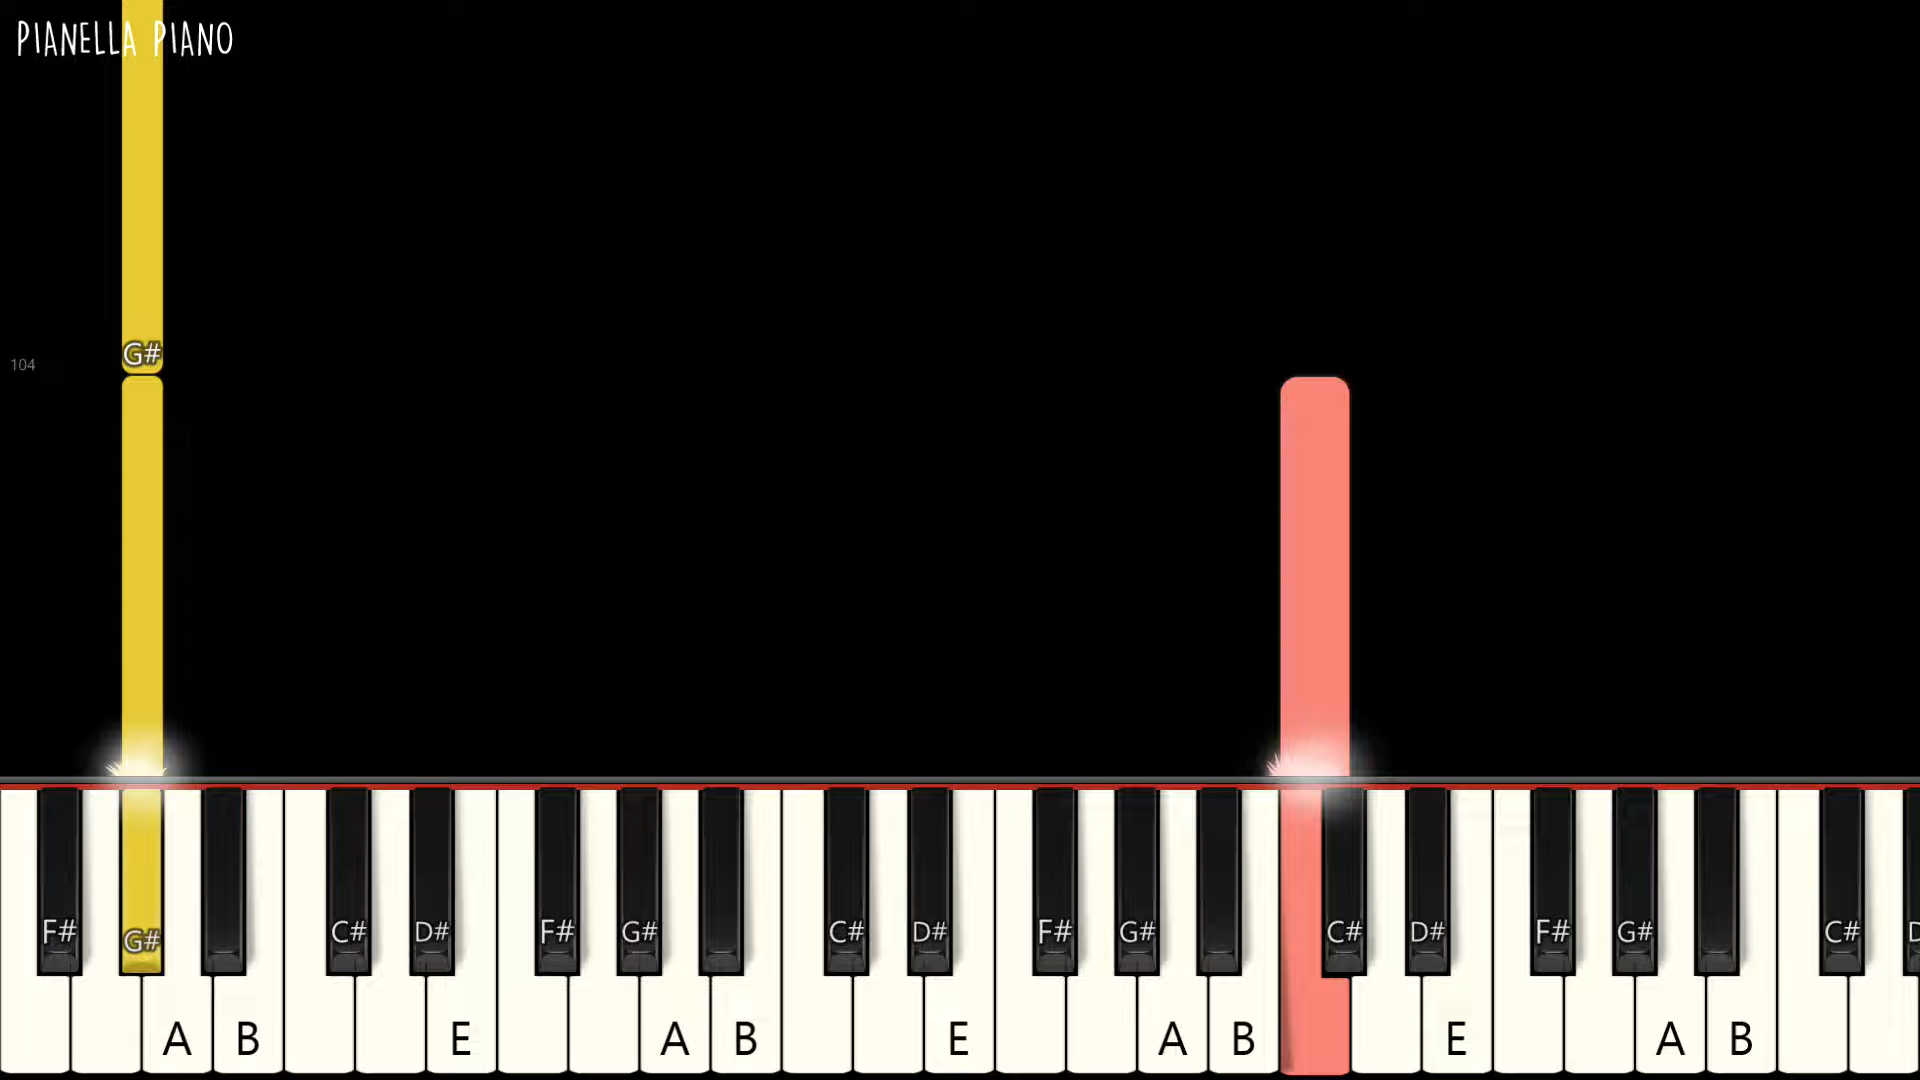 PIANELLA PIANO
G#
104
F# G# C# D# F# G# C# D# F# G# C# D# F# G# C#
A B E A B E A B E A B